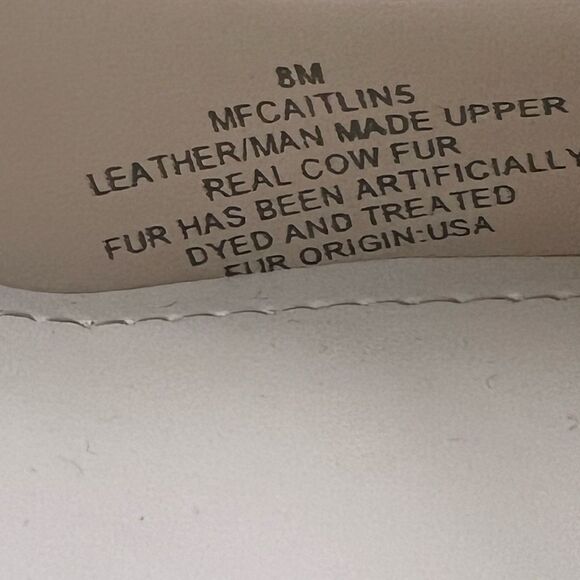 8M
MFCAITLIN5
LEATHER/MAN MADE UPPER
REAL COW FUR
FUR HAS BEEN ARTIFICIALLY
DYED AND TREATED
FUR ORIGIN:USA